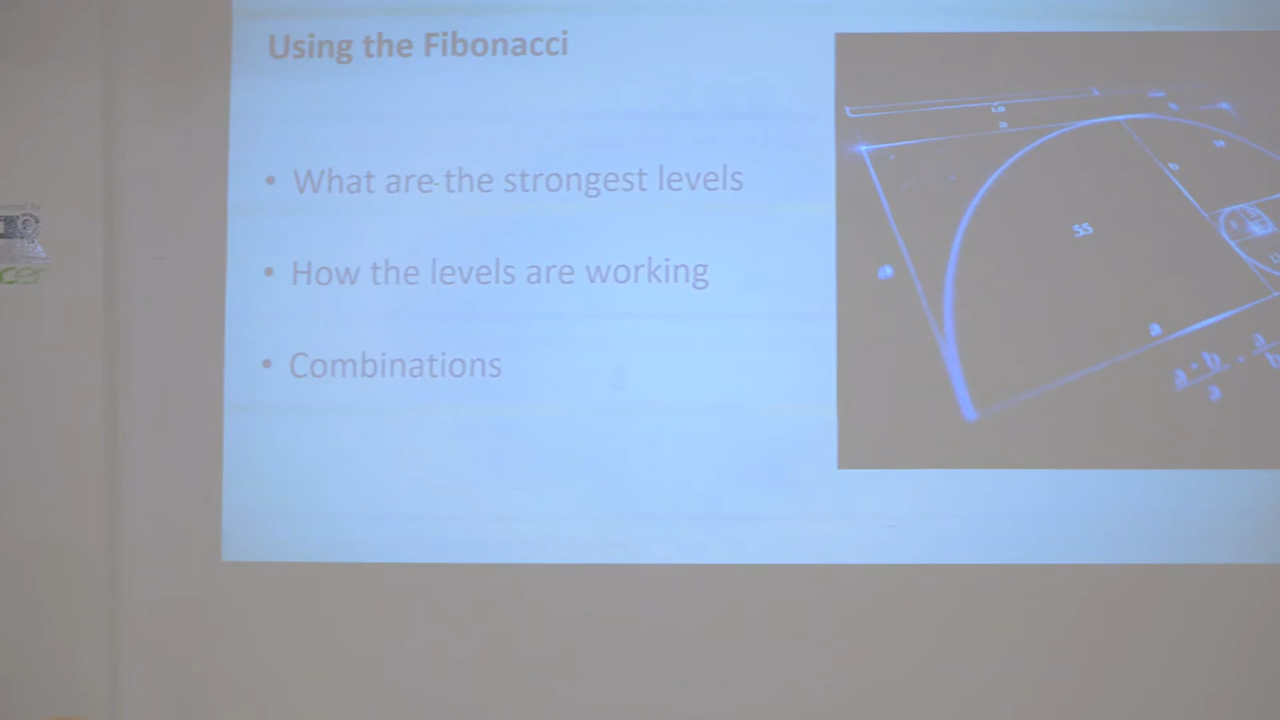 Using the Fibonacci
• What are the strongest levels
• How the levels are working
• Combinations
55
a
a
b